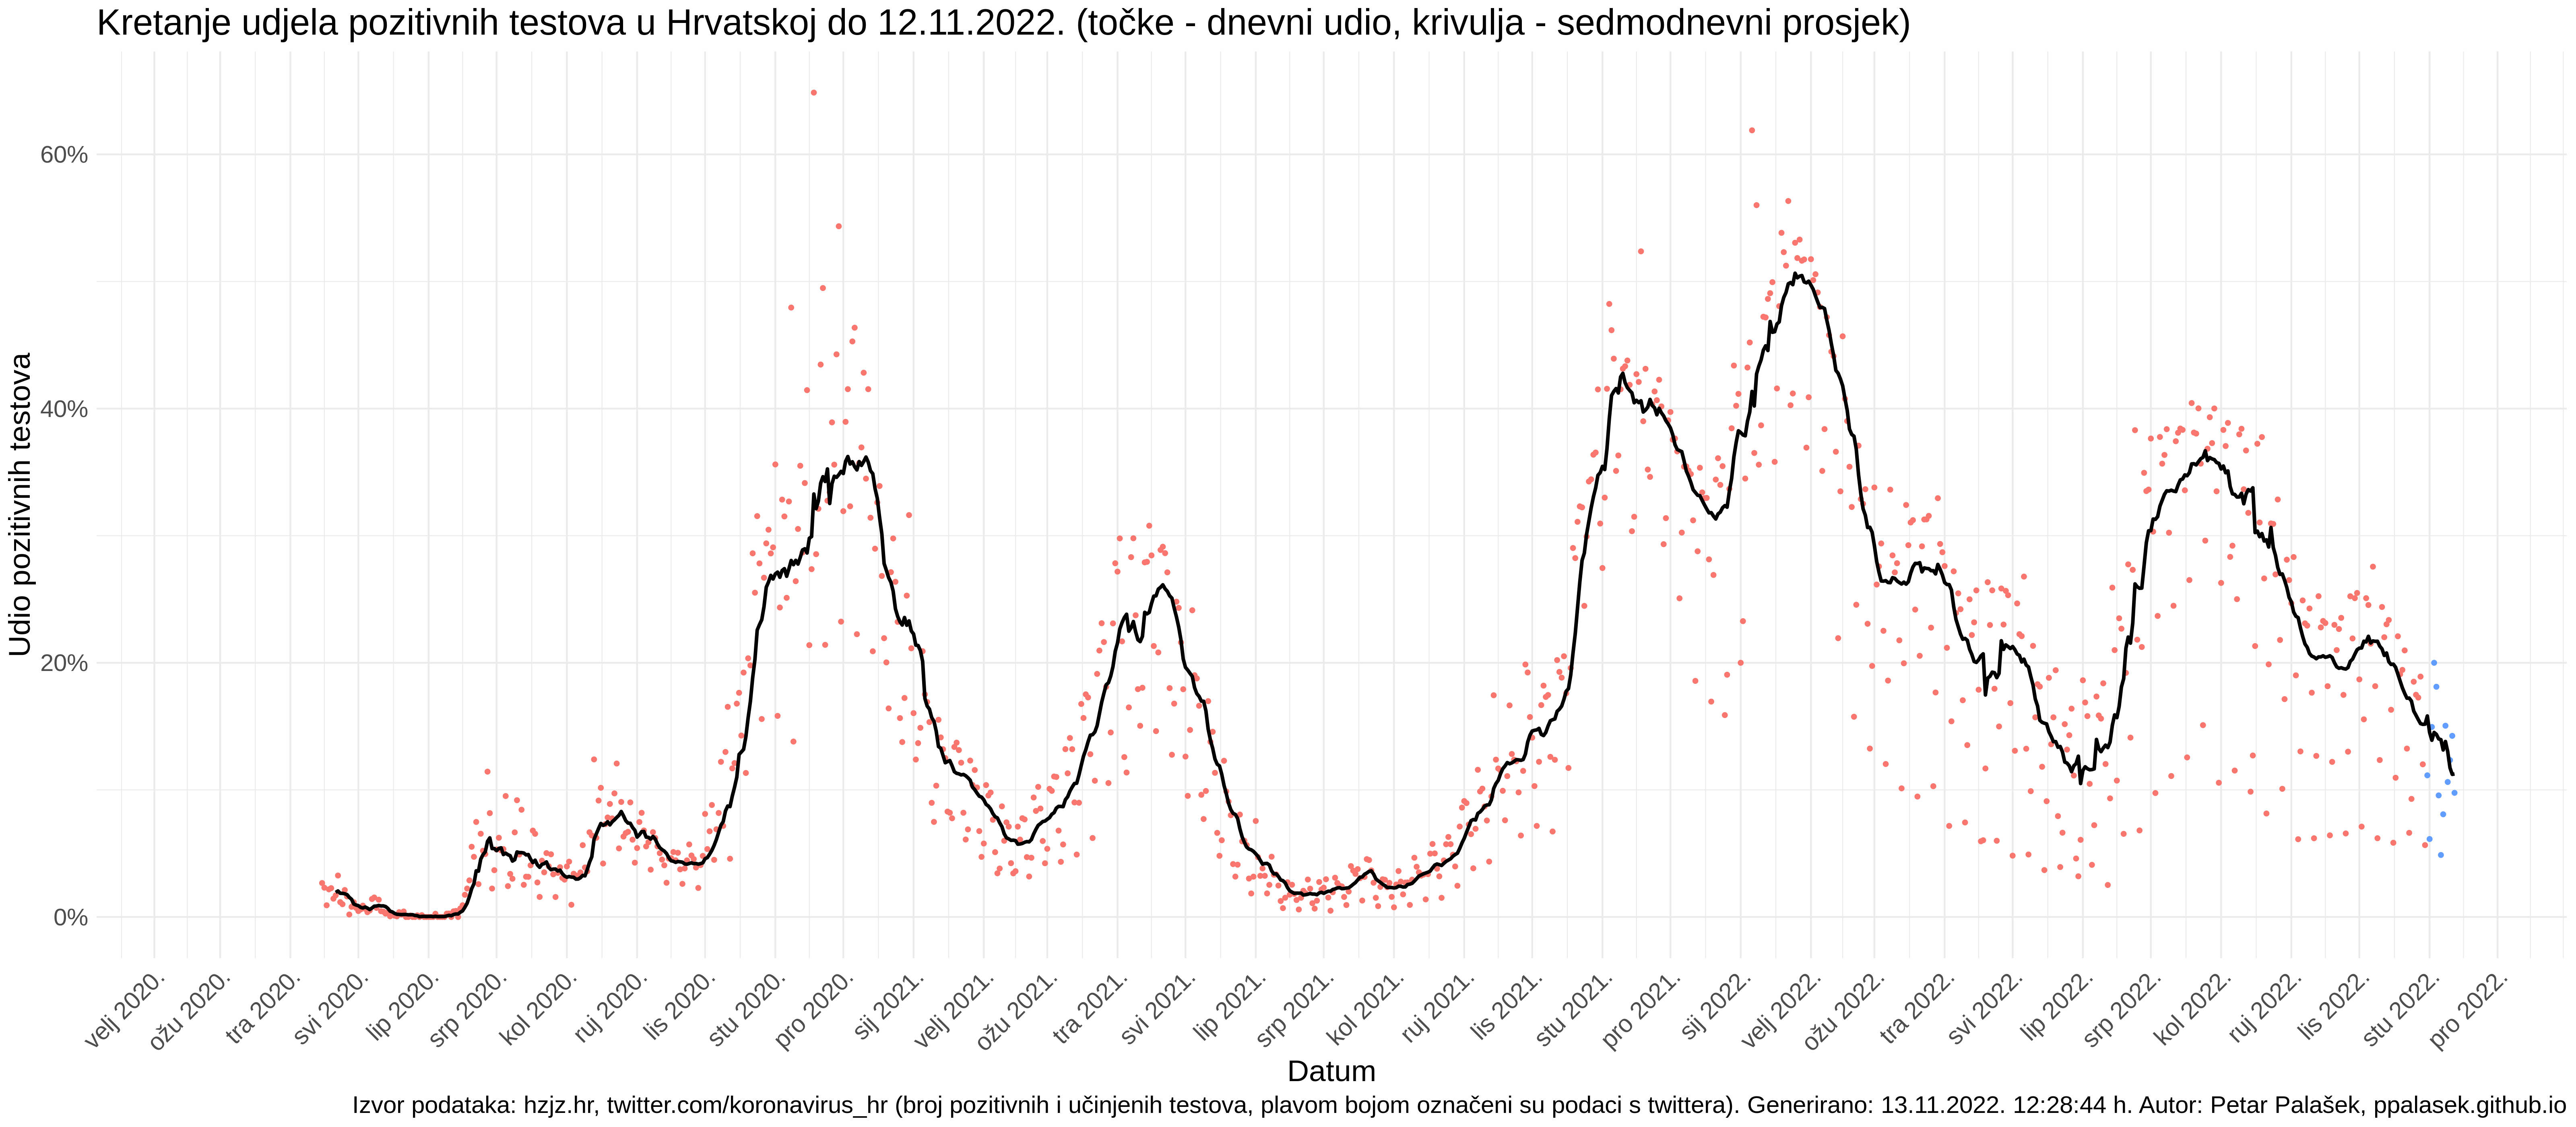 Kretanje udjela pozitivnih testova u Hrvatskoj do 12.11.2022. (točke - dnevni udio, krivulja - sedmodnevni prosjek)
Udio pozitivnih testova
60%
40%
20%
0%
velj 2020.
ožu 2020.
tra 2020.
svi 2020.
lip 2020.
srp 2020.
kol 2020.
ruj 2020.
lis 2020.
stu 2020.
pro 2020.
sij 2021.
velj 2021.
ožu 2021.
tra 2021.
svi 2021.
lip 2021.
srp 2021.
kol 2021.
ruj 2021.
lis 2021.
stu 2021.
pro 2021.
sij 2022.
velj 2022.
ožu 2022.
tra 2022.
svi 2022.
lip 2022.
srp 2022.
kol 2022.
ruj 2022.
lis 2022.
stu 2022.
pro 2022.
Datum
Izvor podataka: hzjz.hr, twitter.com/koronavirus_hr (broj pozitivnih i učinjenih testova, plavom bojom označeni su podaci s twittera). Generirano: 13.11.2022. 12:28:44 h. Autor: Petar Palašek, ppalasek.github.io